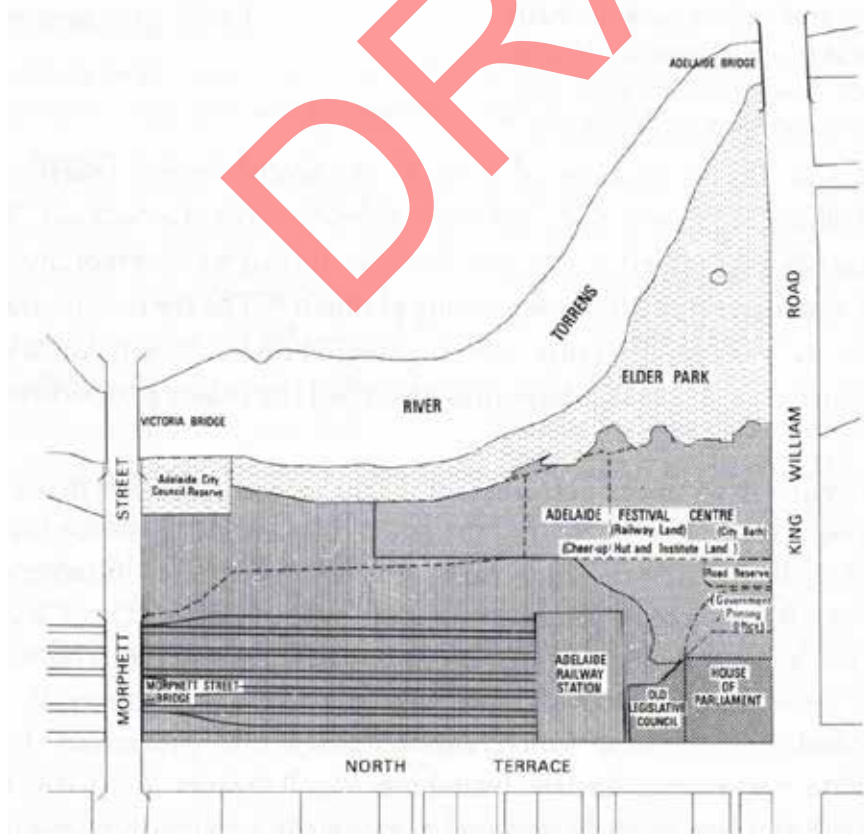 DRA
ADELAIDE BRIDGE
TORRENS
ROAD
ELDER PARK
RIVER
VICTORIA BRIDGE
WILLIAM
Adelaide City
Council Reserve
STREET
ADELAIDE FESTIVAL CENTRE
(Railway Land)
(City Bath)
(Cheer-up Hut and Institute Land)
KING
Road Reserve
(Government
Printing
Office)
MORPHETT
ADELAIDE
RAILWAY
STATION
MORPHETT STREET
BRIDGE
HOUSE
OF
PARLIAMENT
OLD
LEGISLATIVE
COUNCIL
NORTH TERRACE